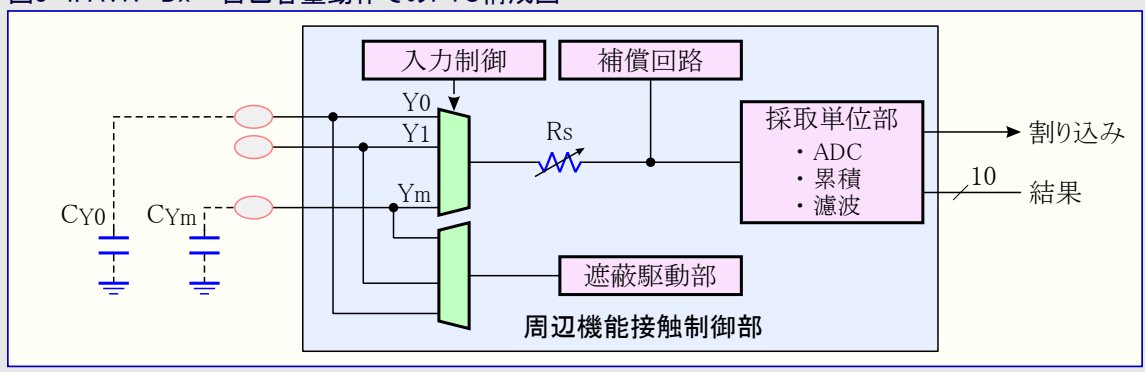 入力制御
補償回路
Y0
Y1
Ym
Rs
採取単位部
・ADC
・累積
・濾波
割り込み
10
結果
CY0
CYm
遮蔽駆動部
周辺機能接触制御部